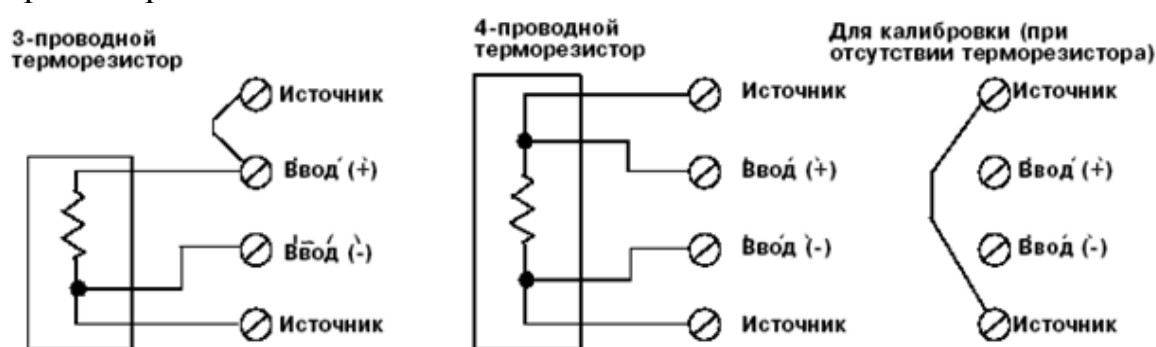 3-проводной
терморезистор
Источник
Ввод (+)
Ввод (-)
Источник
4-проводной
терморезистор
Источник
Ввод (+)
Ввод (-)
Источник
Для калибровки (при
отсутствии терморезистора)
Источник
Ввод (+)
Ввод (-)
Источник